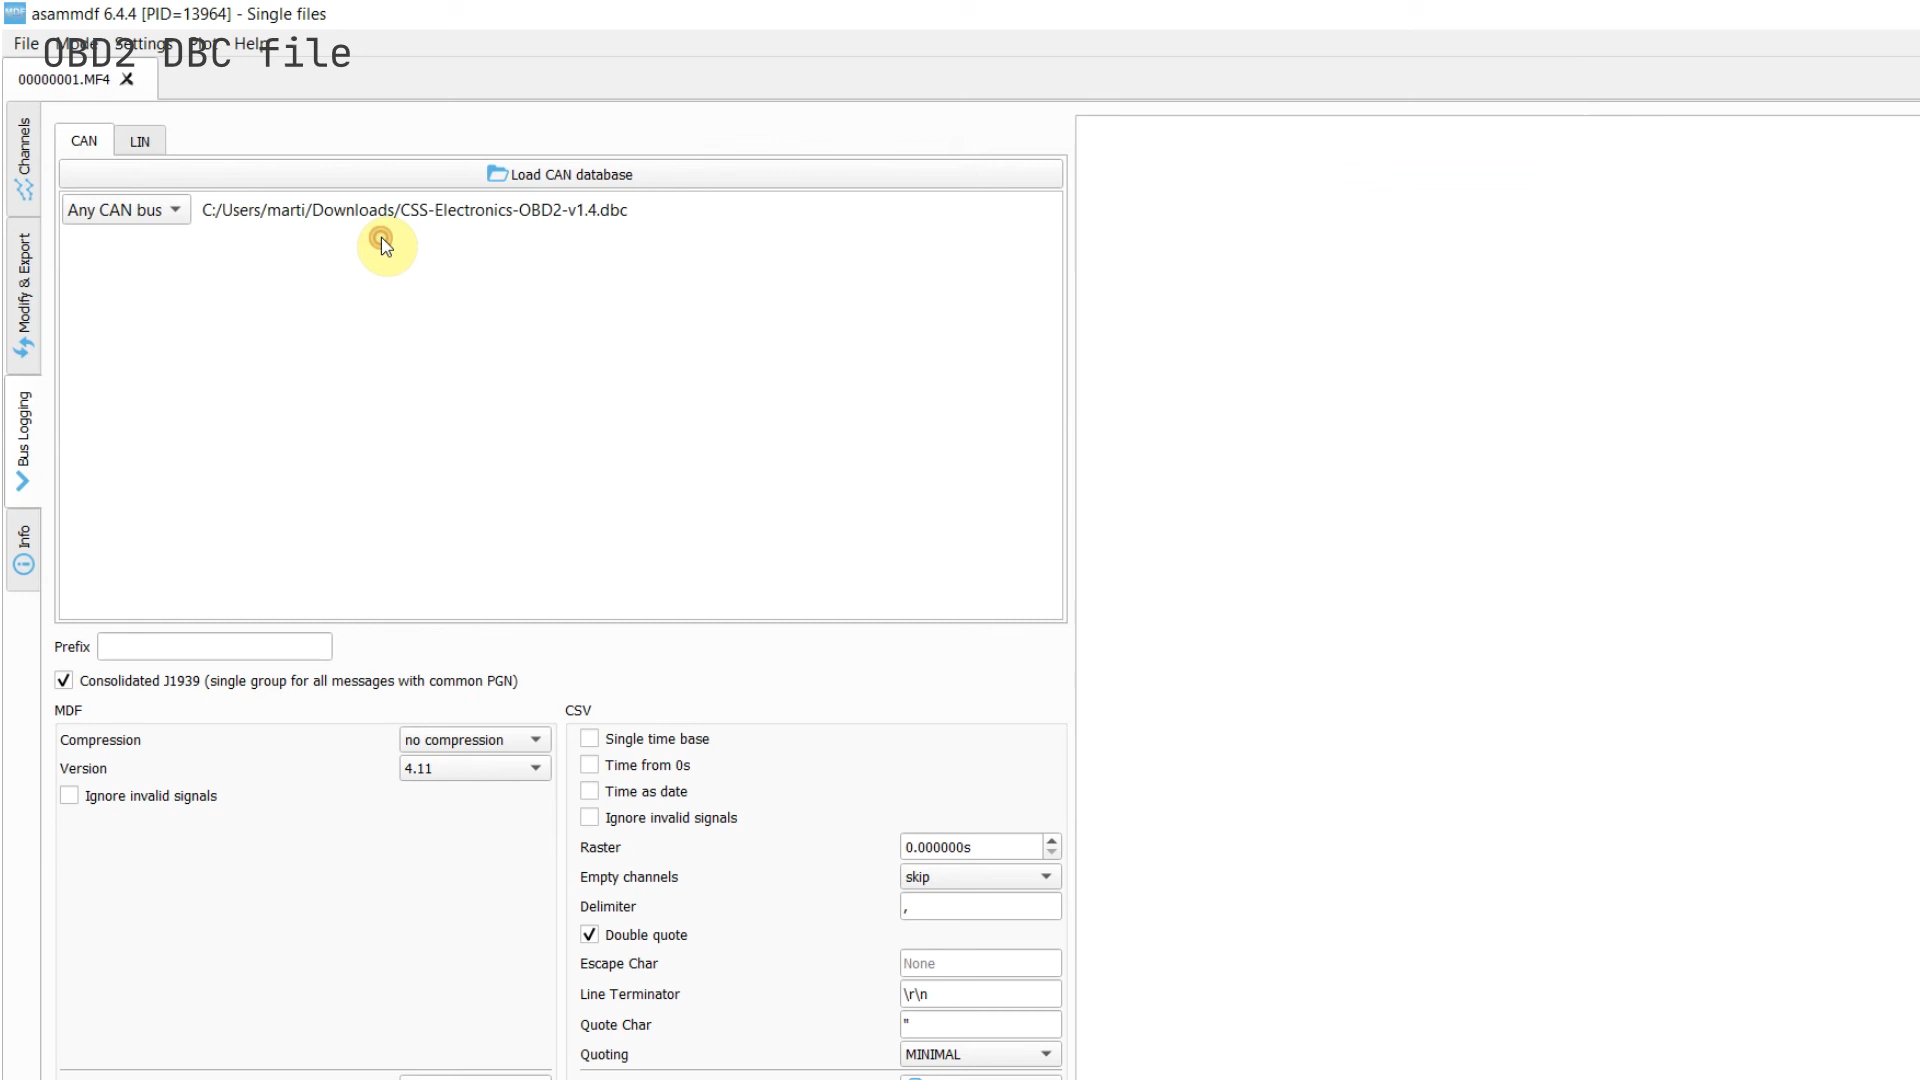 asammdf 6.4.4 [PID=13964] - Single files
File Mode Settings Plot Help
OBD2 DBC file
00000001.MF4
Channels
Modify & Export
Bus Logging
Info
CAN LIN
Load CAN database
Any CAN bus C:/Users/marti/Downloads/CSS-Electronics-OBD2-v1.4.dbc
Prefix
Consolidated J1939 (single group for all messages with common PGN)
MDF
Compression no compression
Version 4.11
Ignore invalid signals
CSV
Single time base
Time from 0s
Time as date
Ignore invalid signals
Raster 0.000000s
Empty channels skip
Delimiter ,
Double quote
Escape Char None
Line Terminator \r\n
Quote Char "
Quoting MINIMAL